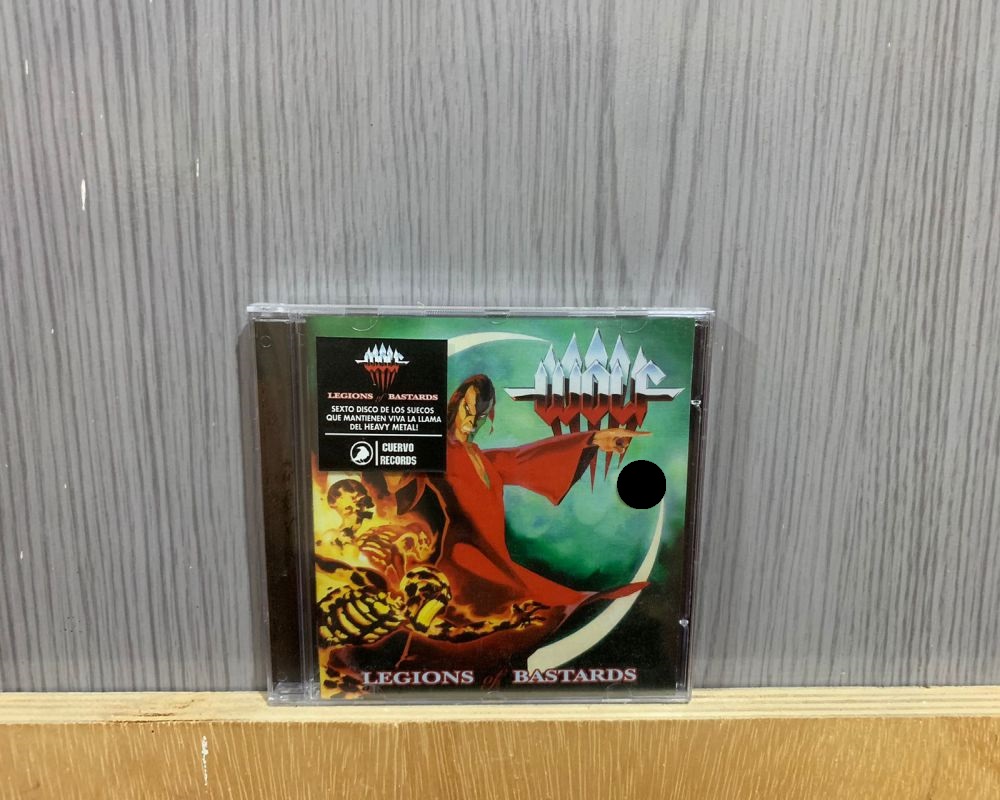 WOLF
LEGIONS of BASTARDS
SEXTO DISCO DE LOS SUECOS
QUE MANTIENEN VIVA LA LLAMA
DEL HEAVY METAL!
CUERVO
RECORDS
WOLF
LEGIONS of BASTARDS